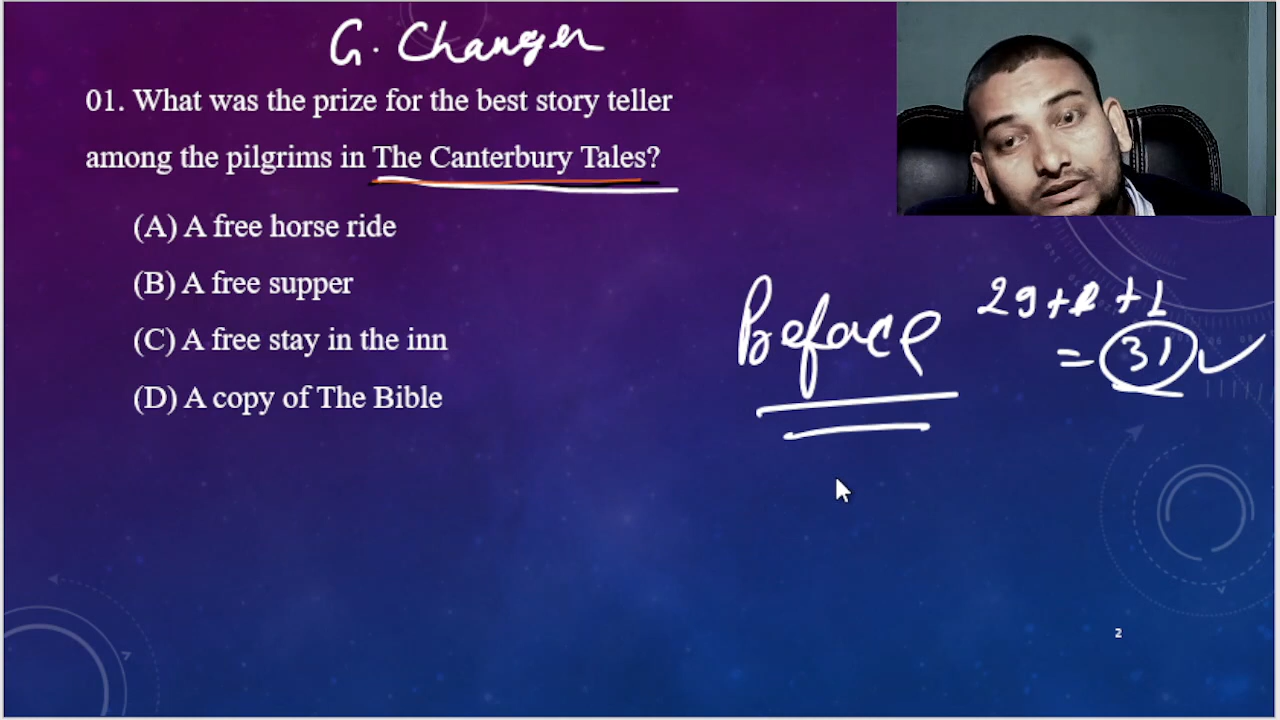 G. Changer
01. What was the prize for the best story teller
among the pilgrims in The Canterbury Tales?
(A) A free horse ride
(B) A free supper
(C) A free stay in the inn
(D) A copy of The Bible
29 + 1 + 1
= 31
2